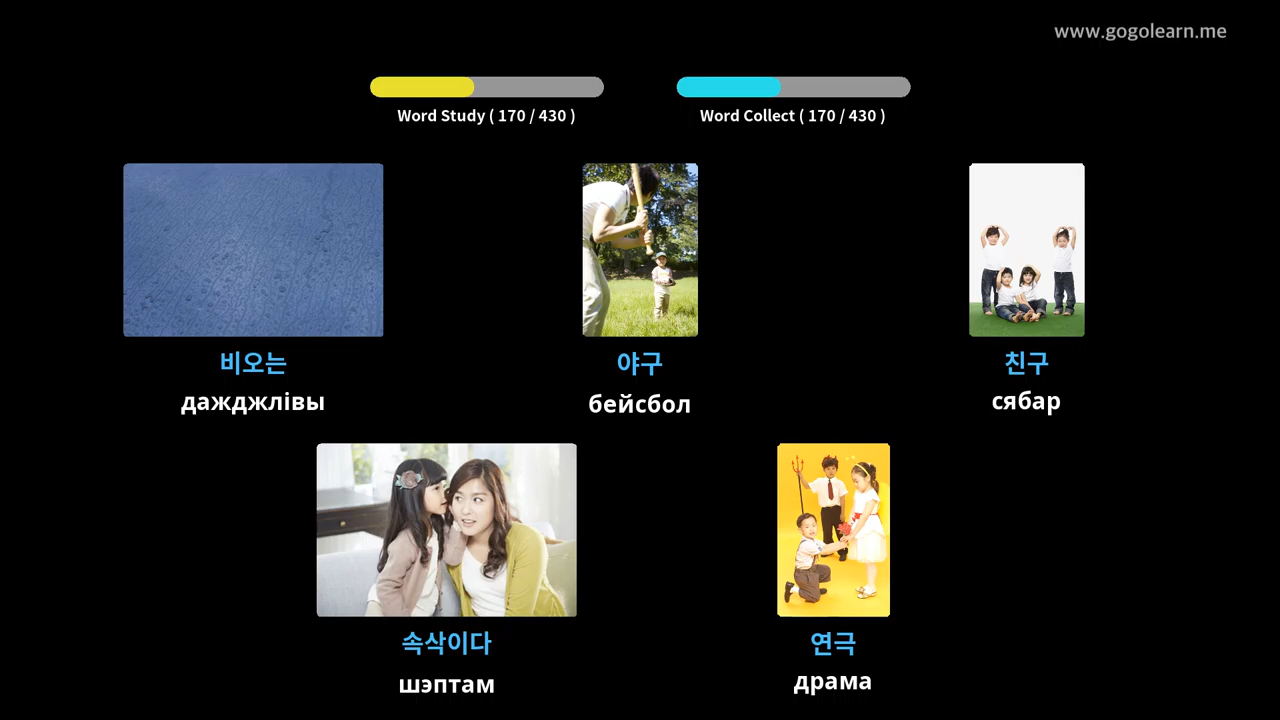 www.gogolearn.me
Word Study ( 170 / 430 )
Word Collect ( 170 / 430 )
비오는
야구
친구
дажджлівы
бейсбол
сябар
속삭이다
연극
шэптам
драма